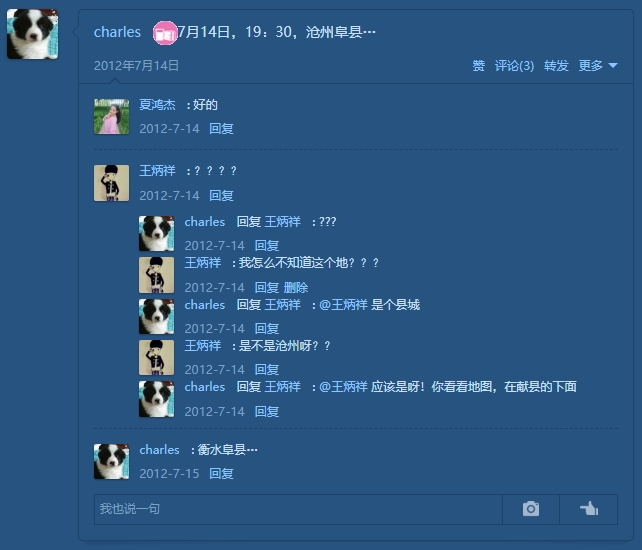 charles 7月14日，19：30，沧州阜县…
2012年7月14日 赞 评论(3) 转发 更多
夏鸿杰 : 好的
2012-7-14 回复
王炳祥 : ？？？？
2012-7-14 回复
charles 回复 王炳祥 : ???
2012-7-14 回复
王炳祥 : 我怎么不知道这个地？？？
2012-7-14 回复 删除
charles 回复 王炳祥 : @王炳祥 是个县城
2012-7-14 回复
王炳祥 : 是不是沧州呀？？
2012-7-14 回复
charles 回复 王炳祥 : @王炳祥 应该是呀！你看看地图，在献县的下面
2012-7-14 回复
charles : 衡水阜县…
2012-7-15 回复
我也说一句